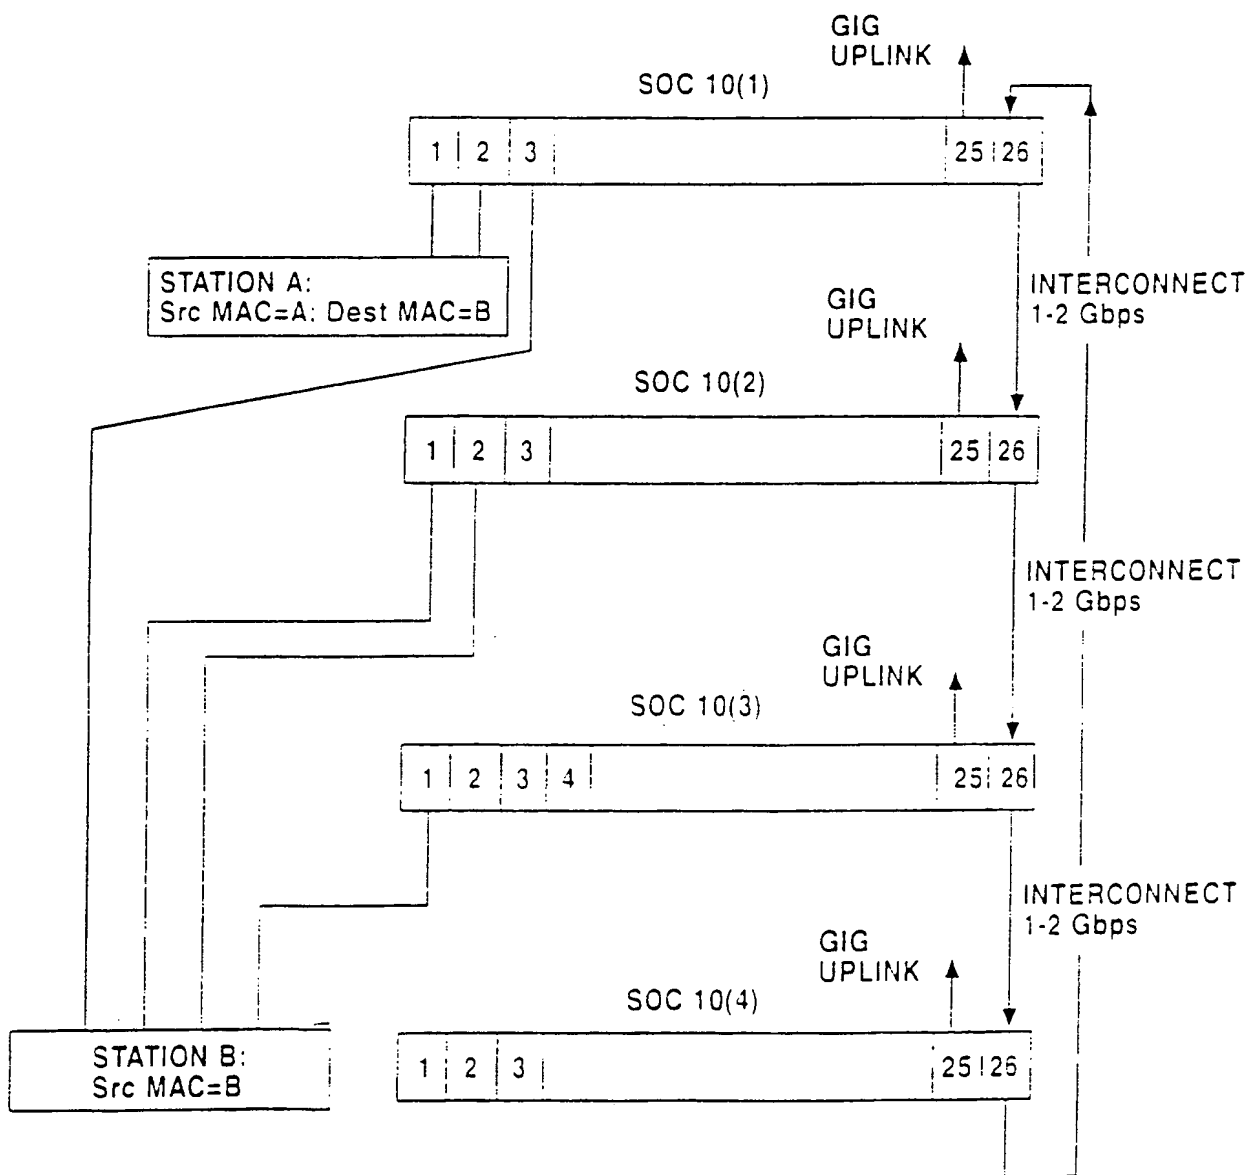 GIG
UPLINK
SOC 10(1)
1 2 3 25 26
STATION A:
Src MAC=A: Dest MAC=B
INTERCONNECT
1-2 Gbps
GIG
UPLINK
SOC 10(2)
1 2 3 25 26
INTERCONNECT
1-2 Gbps
GIG
UPLINK
SOC 10(3)
1 2 3 4 25 26
INTERCONNECT
1-2 Gbps
GIG
UPLINK
SOC 10(4)
1 2 3 25 26
STATION B:
Src MAC=B